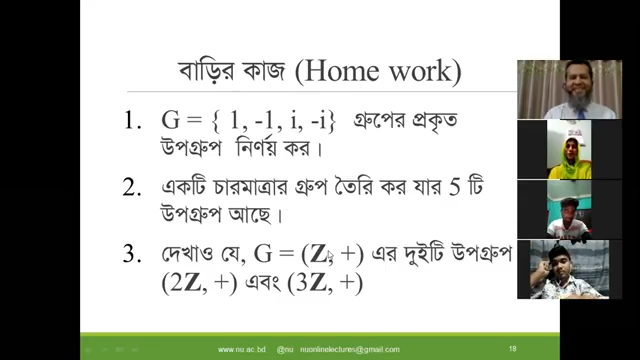 বাড়ির কাজ (Home work)
1. G = { 1, -1, i, -i} গ্রুপের প্রকৃত
উপগ্রুপ নির্ণয় কর।
2. একটি চারমাত্রার গ্রুপ তৈরি কর যার 5 টি
উপগ্রুপ আছে।
3. দেখাও যে, G = (Z, +) এর দুইটি উপগ্রুপ
(2Z, +) এবং (3Z, +)
www.nu.ac.bd @nu nuonlinelectures@gmail.com 18